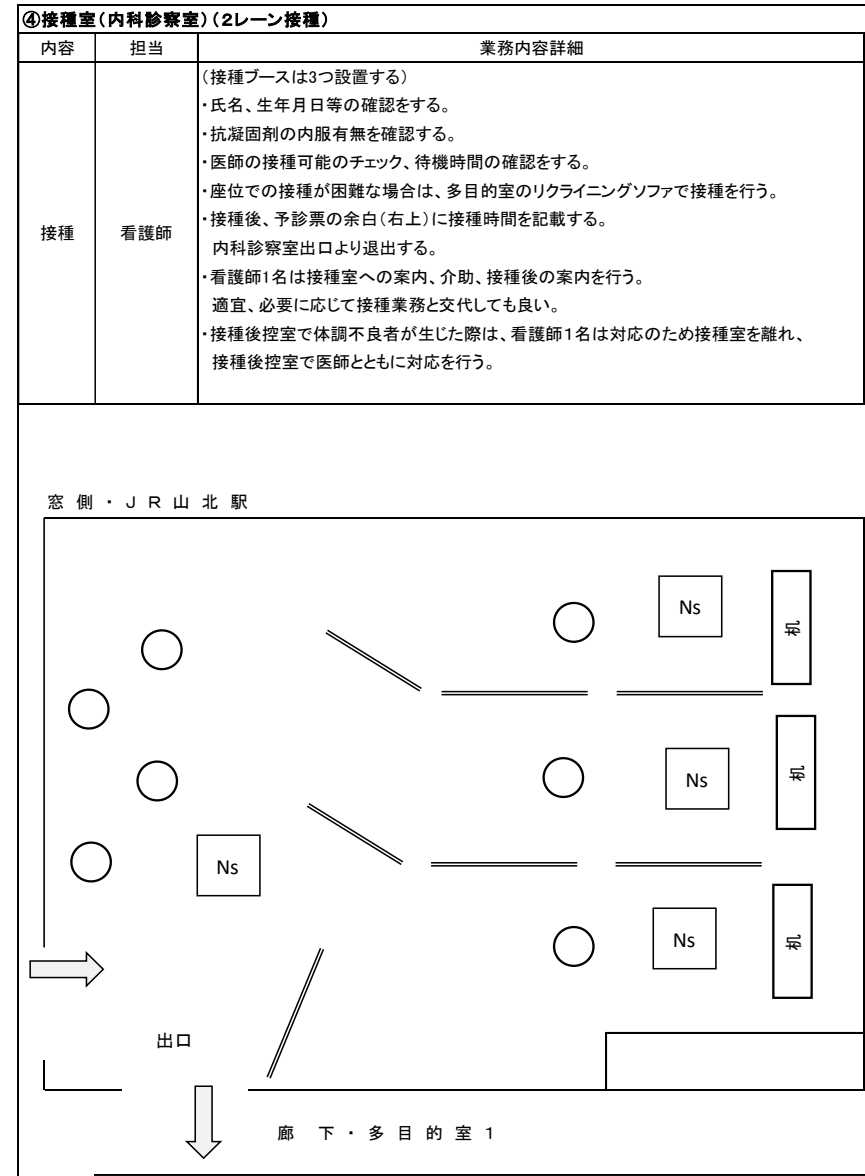 ④接種室（内科診察室）（２レーン接種）
内容 担当 業務内容詳細
（接種ブースは3つ設置する）
・氏名、生年月日等の確認をする。
・抗凝固剤の内服有無を確認する。
・医師の接種可能のチェック、待機時間の確認をする。
・座位での接種が困難な場合は、多目的室のリクライニングソファで接種を行う。
接種 看護師 ・接種後、予診票の余白（右上）に接種時間を記載する。
内科診察室出口より退出する。
・看護師1名は接種室への案内、介助、接種後の案内を行う。
適宜、必要に応じて接種業務と交代しても良い。
・接種後控室で体調不良者が生じた際は、看護師１名は対応のため接種室を離れ、
接種後控室で医師とともに対応を行う。
窓側・ＪＲ山北駅
Ns
机
Ns
机
Ns
Ns
机
出口
廊下・多目的室１